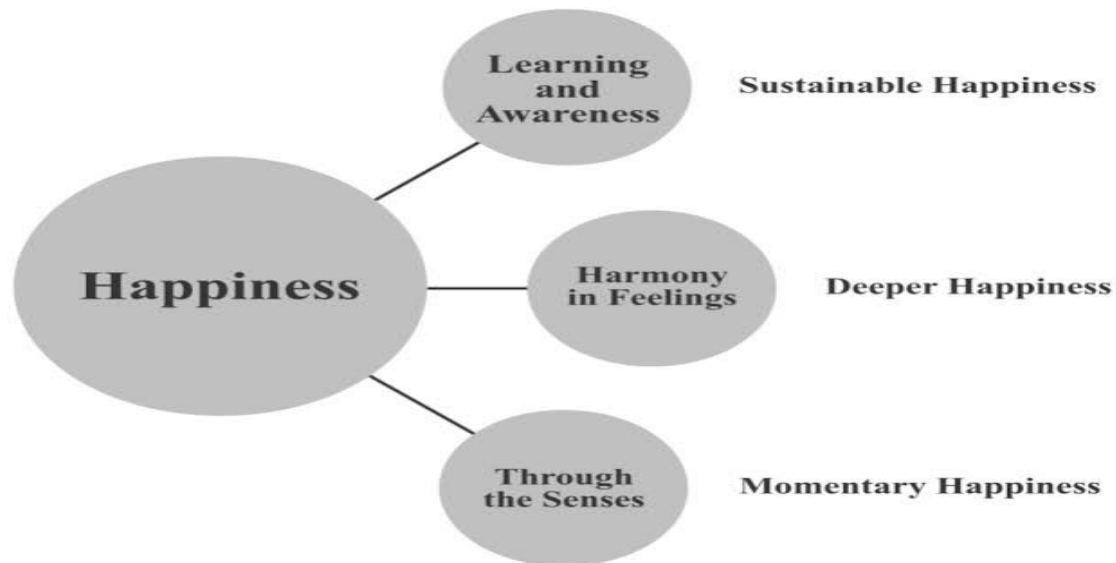 Learning
and
Awareness
Sustainable Happiness
Happiness
Harmony
in Feelings
Deeper Happiness
Through
the Senses
Momentary Happiness